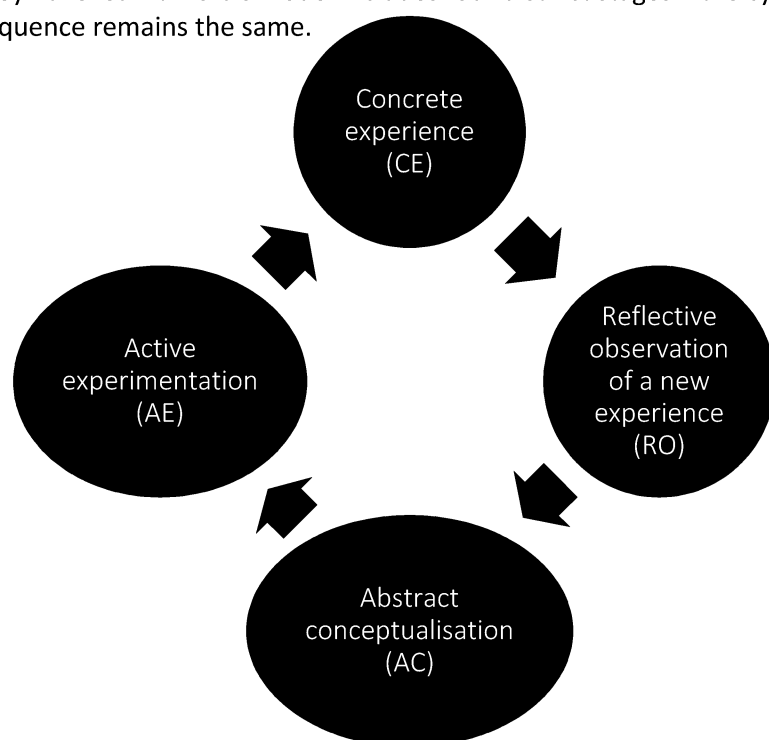 quence remains the same.
Concrete
experience
(CE)
Reflective
observation
of a new
experience
(RO)
Abstract
conceptualisation
(AC)
Active
experimentation
(AE)